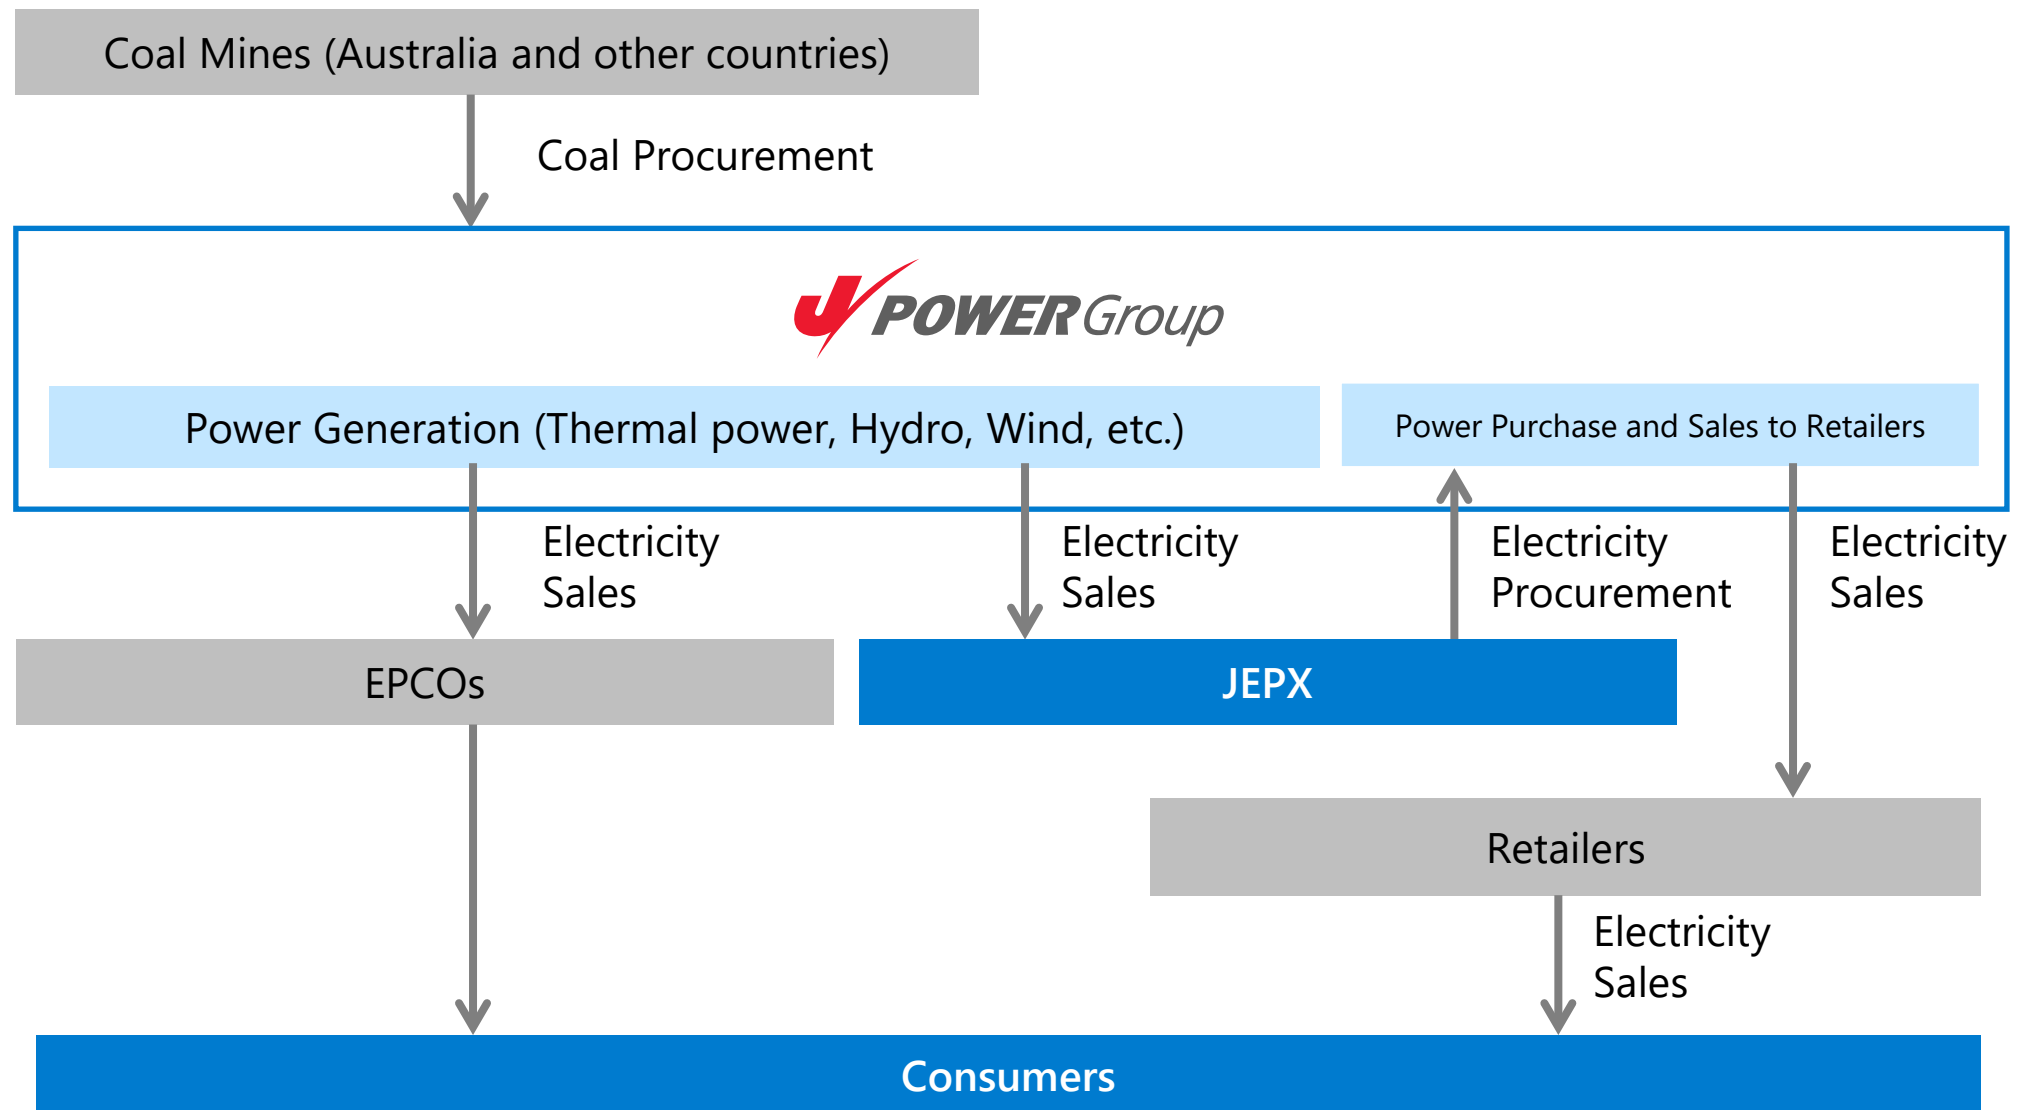 Coal Mines (Australia and other countries)
Coal Procurement
J POWER Group
Power Generation (Thermal power, Hydro, Wind, etc.)
Power Purchase and Sales to Retailers
Electricity
Sales
Electricity
Sales
Electricity
Procurement
Electricity
Sales
EPCOs
JEPX
Retailers
Electricity
Sales
Consumers